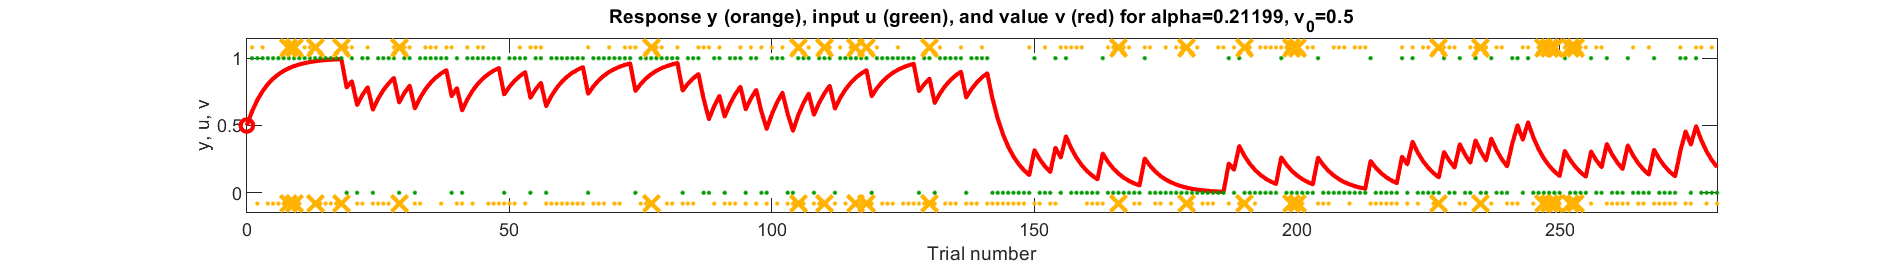 Response y (orange), input u (green), and value v (red) for alpha=0.21199, v0=0.5
y, u, v
1
0.5
0
0 50 100 150 200 250
Trial number